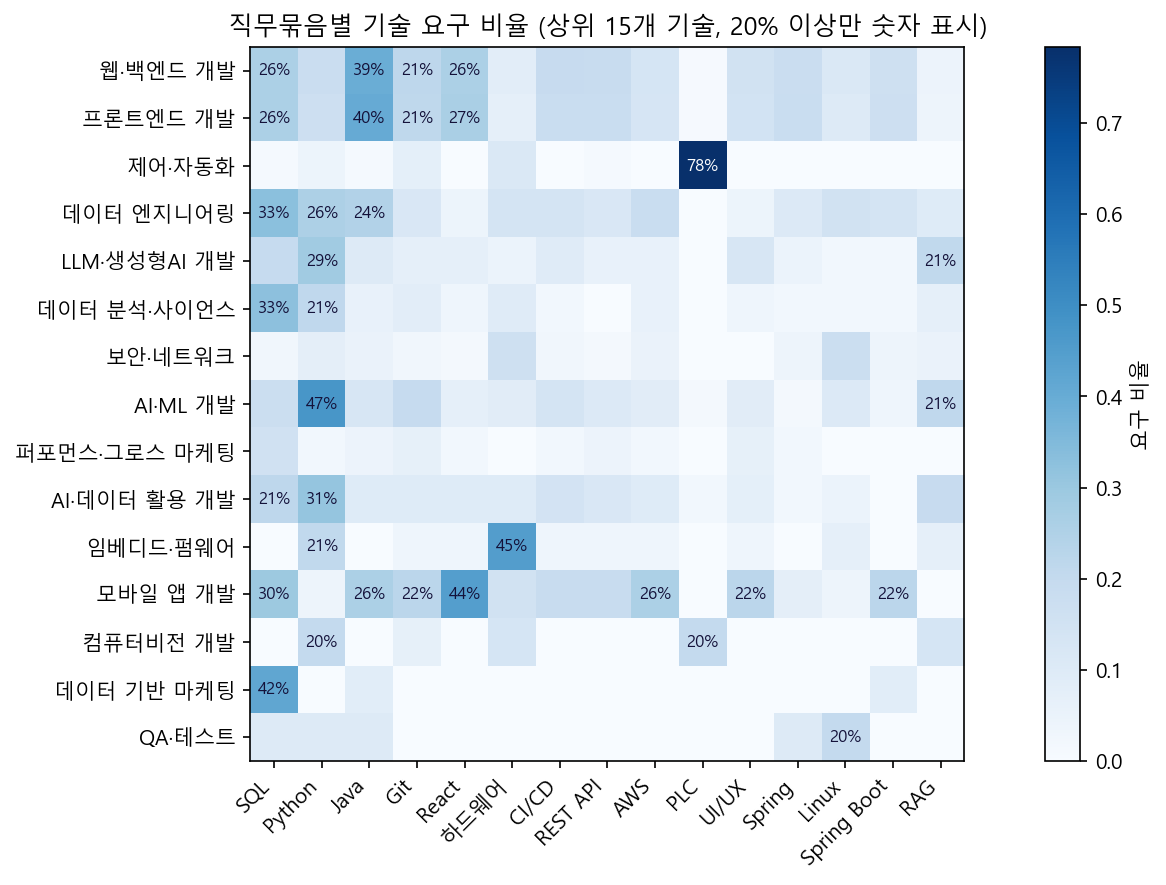 직무묶음별 기술 요구 비율 (상위 15개 기술, 20% 이상만 숫자 표시)
웹·백엔드 개발 26% 39% 21% 26%
프론트엔드 개발 26% 40% 21% 27%
제어·자동화 78%
데이터 엔지니어링 33% 26% 24%
LLM·생성형AI 개발 29% 21%
데이터 분석·사이언스 33% 21%
보안·네트워크
AI·ML 개발 47% 21%
퍼포먼스·그로스 마케팅
AI·데이터 활용 개발 21% 31%
임베디드·펌웨어 21% 45%
모바일 앱 개발 30% 26% 22% 44% 26% 22% 22%
컴퓨터비전 개발 20% 20%
데이터 기반 마케팅 42%
QA·테스트 20%
SQL Python Java Git React 하드웨어 CI/CD REST API AWS PLC UI/UX Spring Linux Spring Boot RAG
0.7
0.6
0.5
0.4
0.3
0.2
0.1
0.0
요구 비율